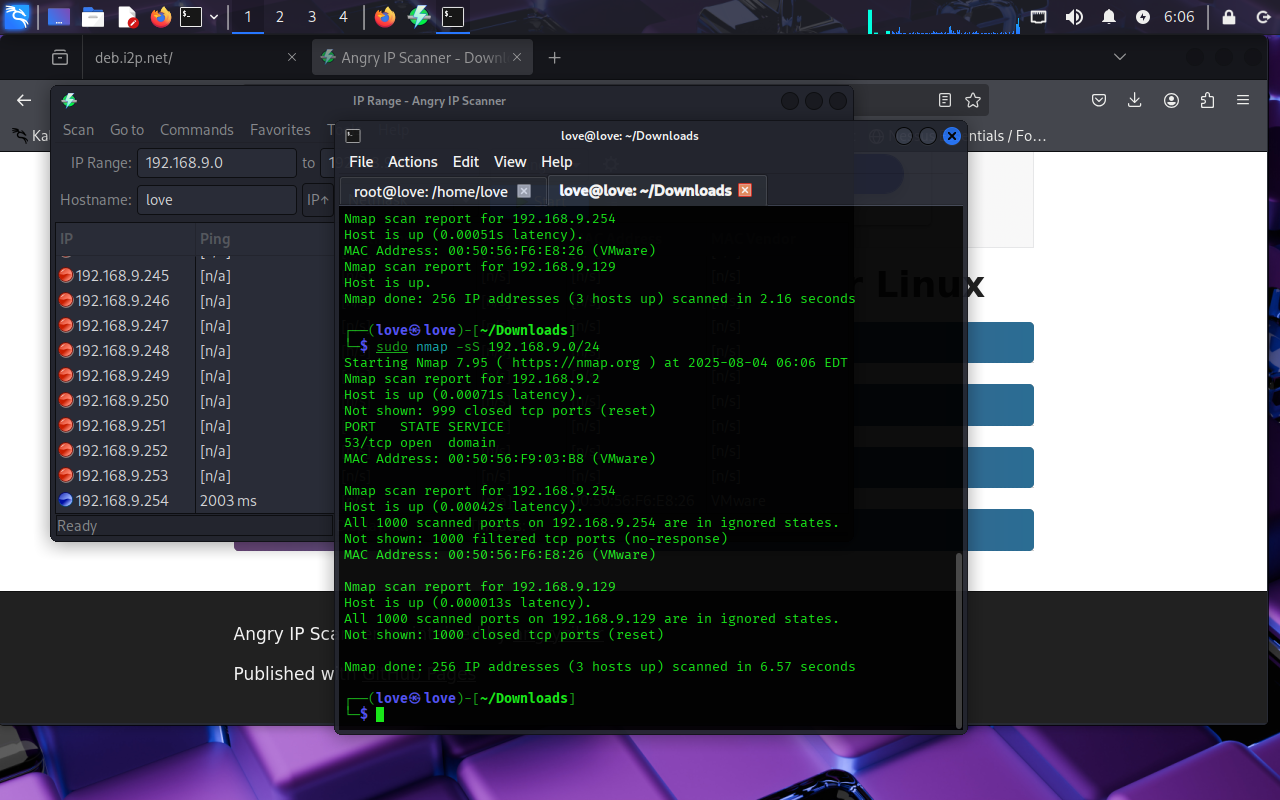 1 2 3 4 6:06
deb.i2p.net/ Angry IP Scanner - Downl
IP Range - Angry IP Scanner
Scan Go to Commands Favorites
IP Range: 192.168.9.0 to
Hostname: love IP↑
IP Ping
192.168.9.245 [n/a]
192.168.9.246 [n/a]
192.168.9.247 [n/a]
192.168.9.248 [n/a]
192.168.9.249 [n/a]
192.168.9.250 [n/a]
192.168.9.251 [n/a]
192.168.9.252 [n/a]
192.168.9.253 [n/a]
192.168.9.254 2003 ms
Ready
love@love: ~/Downloads
File Actions Edit View Help
root@love: /home/love love@love: ~/Downloads
Nmap scan report for 192.168.9.254
Host is up (0.00051s latency).
MAC Address: 00:50:56:F6:E8:26 (VMware)
Nmap scan report for 192.168.9.129
Host is up.
Nmap done: 256 IP addresses (3 hosts up) scanned in 2.16 seconds
┌──(love㉿love)-[~/Downloads]
└─$ sudo nmap -sS 192.168.9.0/24
Starting Nmap 7.95 ( https://nmap.org ) at 2025-08-04 06:06 EDT
Nmap scan report for 192.168.9.2
Host is up (0.00071s latency).
Not shown: 999 closed tcp ports (reset)
PORT STATE SERVICE
53/tcp open domain
MAC Address: 00:50:56:F9:03:B8 (VMware)
Nmap scan report for 192.168.9.254
Host is up (0.00042s latency).
All 1000 scanned ports on 192.168.9.254 are in ignored states.
Not shown: 1000 filtered tcp ports (no-response)
MAC Address: 00:50:56:F6:E8:26 (VMware)
Nmap scan report for 192.168.9.129
Host is up (0.000013s latency).
All 1000 scanned ports on 192.168.9.129 are in ignored states.
Not shown: 1000 closed tcp ports (reset)
Nmap done: 256 IP addresses (3 hosts up) scanned in 6.57 seconds
┌──(love㉿love)-[~/Downloads]
└─$
ntials / Fo…
r Linux
Angry IP Sca
Published with GitHub Pages